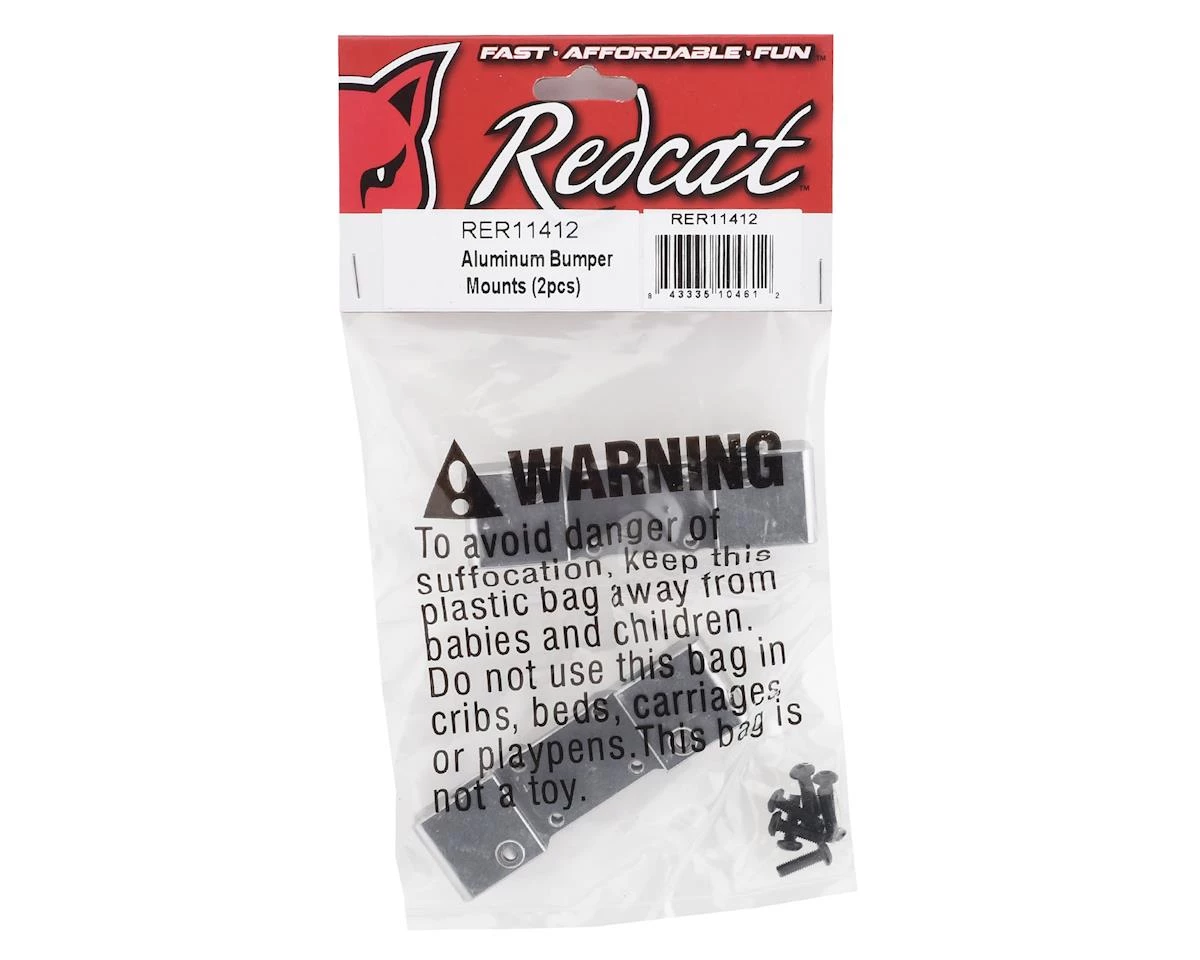 FAST · AFFORDABLE · FUN™
Redcat™
RER11412
Aluminum Bumper
Mounts (2pcs)
RER11412
8 43335 10461 2
WARNING
To avoid danger of
suffocation, keep this
plastic bag away from
babies and children.
Do not use this bag in
cribs, beds, carriages
or playpens.This bag is
not a toy.